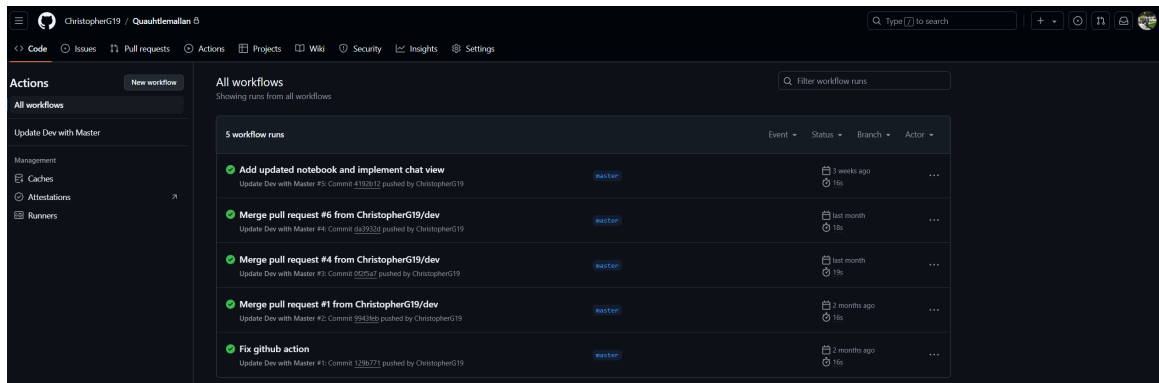 ChristopherG19 / Quauhtlemallan
Type / to search
Code Issues Pull requests Actions Projects Wiki Security Insights Settings
Actions
New workflow
All workflows
Update Dev with Master
Management
Caches
Attestations
Runners
All workflows
Showing runs from all workflows
Filter workflow runs
5 workflow runs
Event Status Branch Actor
Add updated notebook and implement chat view
Update Dev with Master #5: Commit 4192b12 pushed by ChristopherG19
master
3 weeks ago
16s
Merge pull request #6 from ChristopherG19/dev
Update Dev with Master #4: Commit da3932d pushed by ChristopherG19
master
last month
18s
Merge pull request #4 from ChristopherG19/dev
Update Dev with Master #3: Commit 0f2f5a7 pushed by ChristopherG19
master
last month
19s
Merge pull request #1 from ChristopherG19/dev
Update Dev with Master #2: Commit 9943feb pushed by ChristopherG19
master
2 months ago
16s
Fix github action
Update Dev with Master #1: Commit 129b771 pushed by ChristopherG19
master
2 months ago
16s